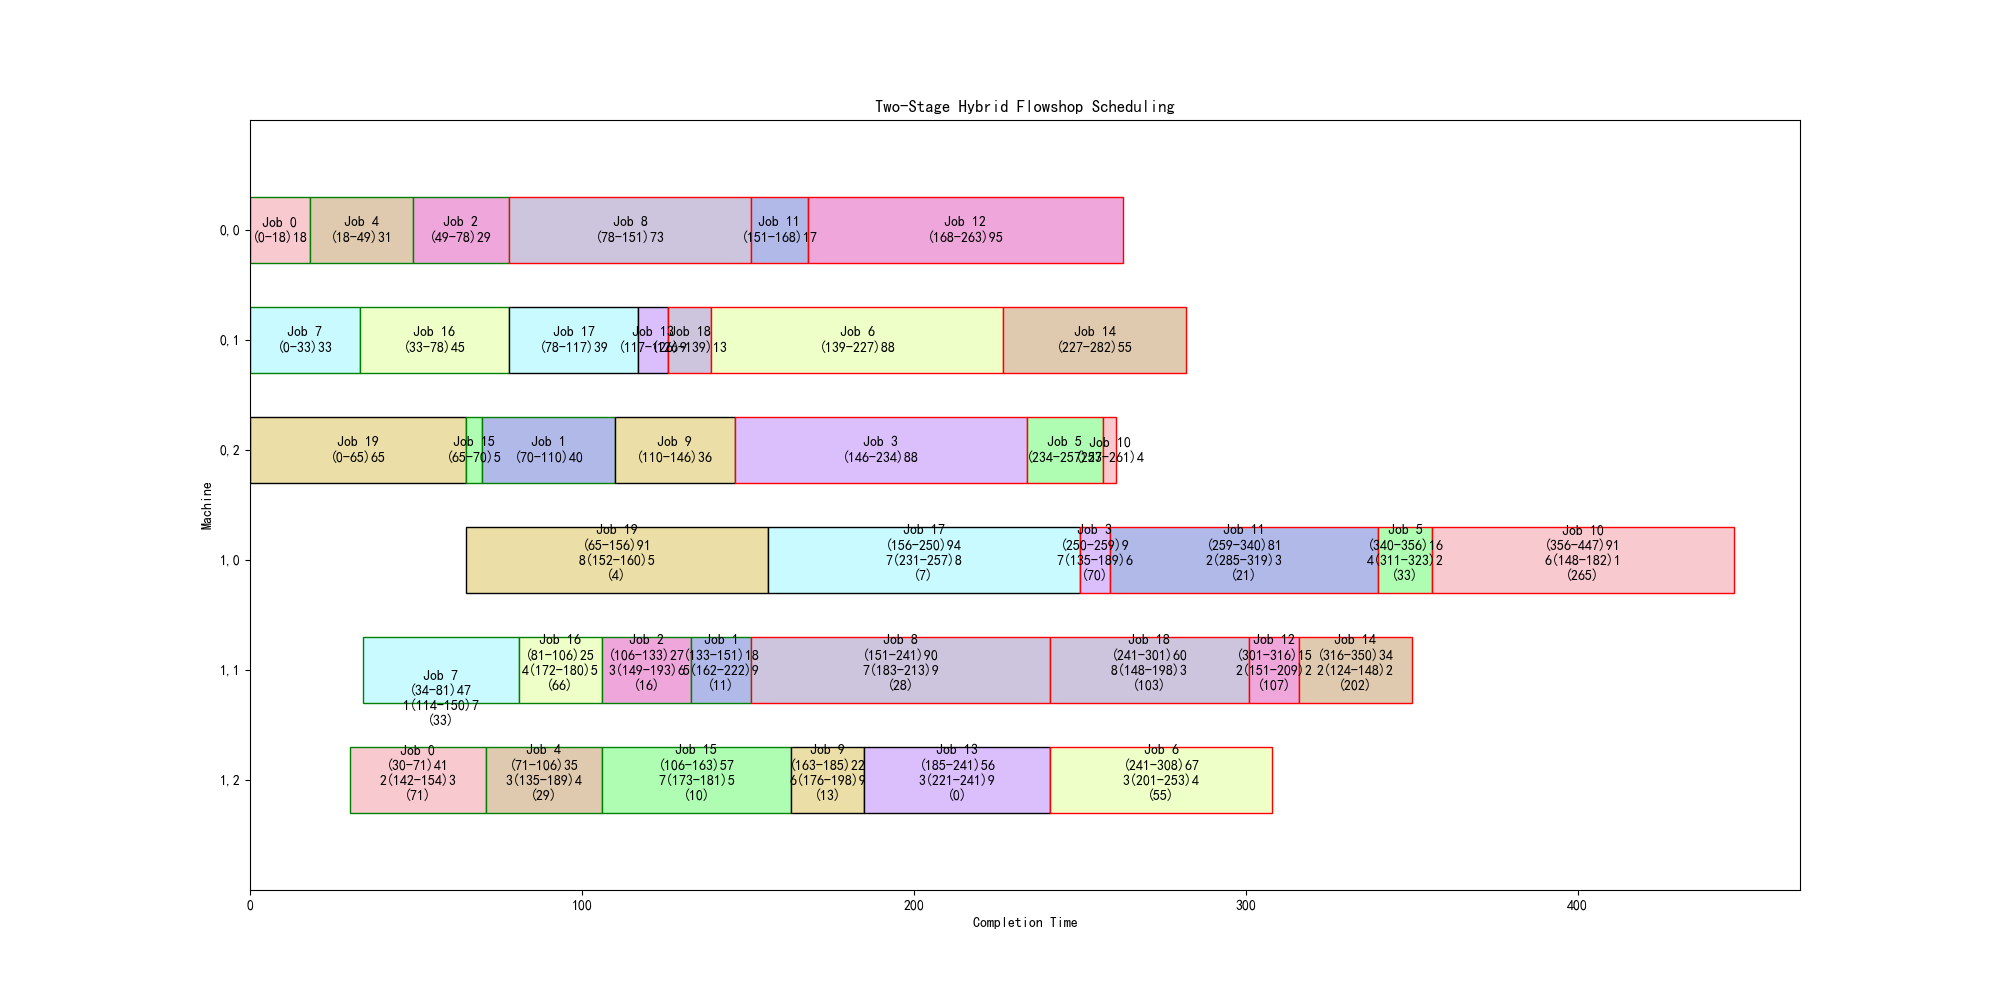 Two-Stage Hybrid Flowshop Scheduling
0,0
Job 0
(0-18)18
Job 4
(18-49)31
Job 2
(49-78)29
Job 8
(78-151)73
Job 11
(151-168)17
Job 12
(168-263)95
0,1
Job 7
(0-33)33
Job 16
(33-78)45
Job 17
(78-117)39
Job 13
(117-126)9
Job 18
(126-139)13
Job 6
(139-227)88
Job 14
(227-282)55
0,2
Job 19
(0-65)65
Job 15
(65-70)5
Job 1
(70-110)40
Job 9
(110-146)36
Job 3
(146-234)88
Job 5
(234-257)23
Job 10
(257-261)4
Machine
1,0
Job 19
(65-156)91
8(152-160)5
(4)
Job 17
(156-250)94
7(231-257)8
(7)
Job 3
(250-259)9
7(135-189)6
(70)
Job 11
(259-340)81
2(285-319)3
(21)
Job 5
(340-356)16
4(311-323)2
(33)
Job 10
(356-447)91
6(148-182)1
(265)
1,1
Job 7
(34-81)47
1(114-150)7
(33)
Job 16
(81-106)25
4(172-180)5
(66)
Job 2
(106-133)27
3(149-193)6
(16)
Job 1
(133-151)18
5(162-222)9
(11)
Job 8
(151-241)90
7(183-213)9
(28)
Job 18
(241-301)60
8(148-198)3
(103)
Job 12
(301-316)15
2(151-209)2
(107)
Job 14
(316-350)34
2(124-148)2
(202)
1,2
Job 0
(30-71)41
2(142-154)3
(71)
Job 4
(71-106)35
3(135-189)4
(29)
Job 15
(106-163)57
7(173-181)5
(10)
Job 9
(163-185)22
6(176-198)9
(13)
Job 13
(185-241)56
3(221-241)9
(0)
Job 6
(241-308)67
3(201-253)4
(55)
0
100
200
300
400
Completion Time